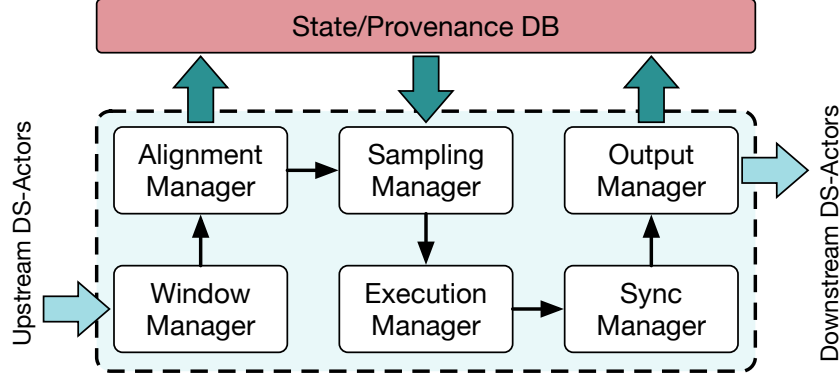 State/Provenance DB
Upstream DS-Actors
Alignment
Manager
Sampling
Manager
Output
Manager
Window
Manager
Execution
Manager
Sync
Manager
Downstream DS-Actors